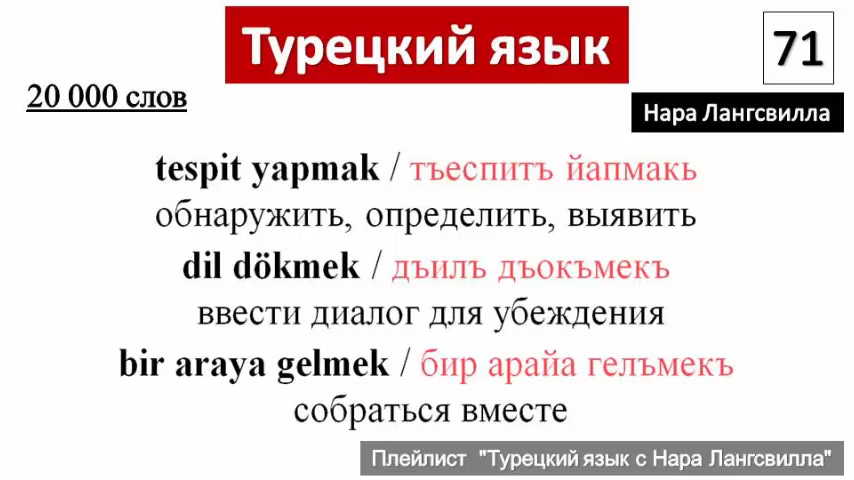 Турецкий язык
71
20 000 слов
Нара Лангсвилла
tespit yapmak / тъеспитъ йапмакь
обнаружить, определить, выявить
dil dökmek / дъилъ дъокъмекъ
ввести диалог для убеждения
bir araya gelmek / бир арайа гелъмекъ
собраться вместе
Плейлист "Турецкий язык с Нара Лангсвилла"